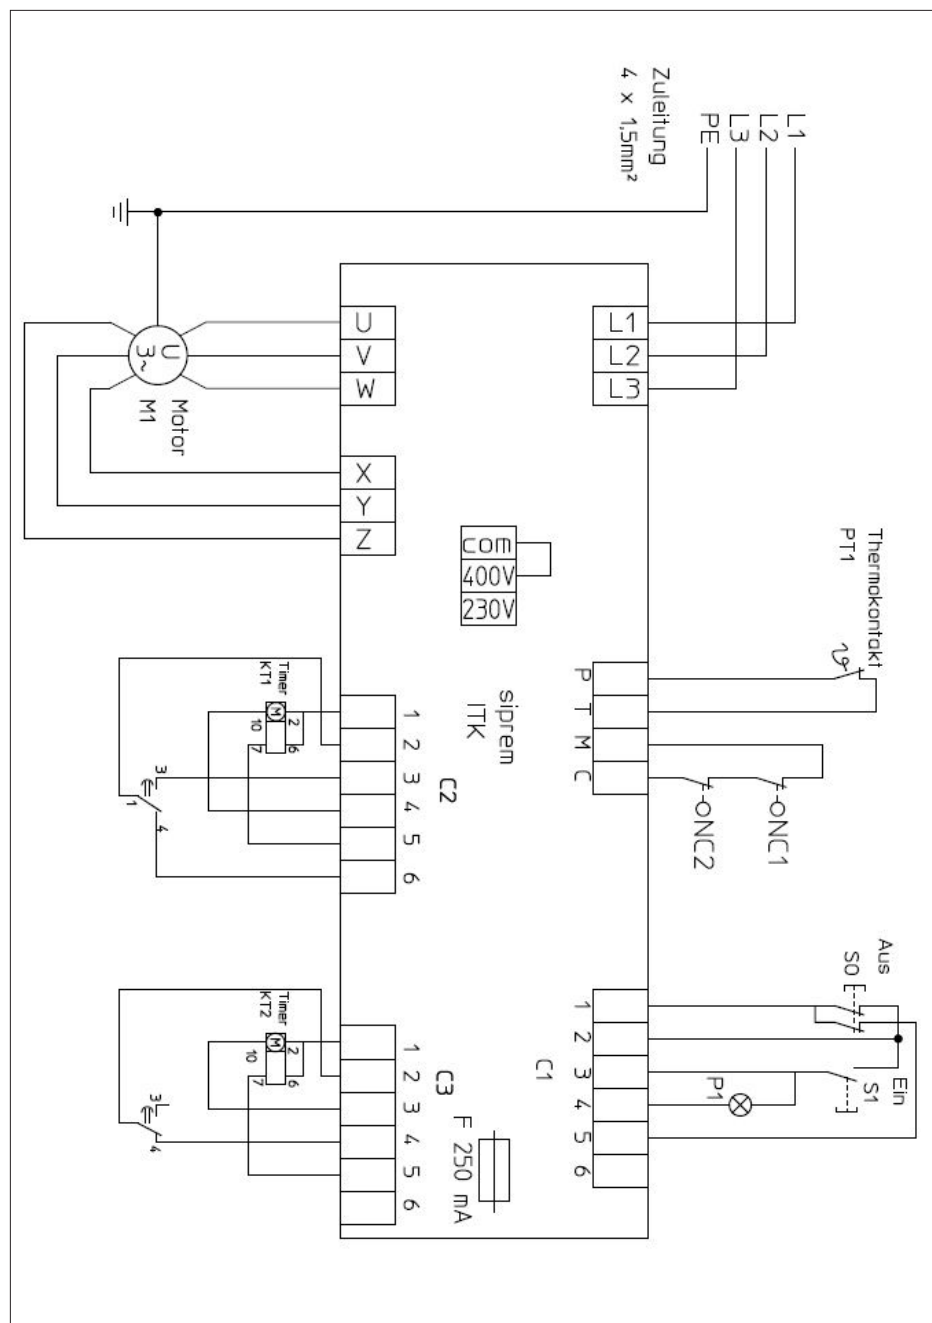 Zuleitung
4 x 1,5mm²
L1
L2
L3
PE
U
V
W
L1
L2
L3
U
3~
Motor
M1
X
Y
Z
com
400V
230V
Thermokontakt
PT1
P
T
M
C
siprem
ITK
ONC1
ONC2
Timer
KT1
M
2
10
6
7
1
2
3
4
5
6
C2
3
1
4
Aus
S0
Ein
S1
P1
1
2
3
4
5
6
C1
Timer
KT2
M
2
10
6
7
1
2
3
4
5
6
C3
F 250 mA
3
4